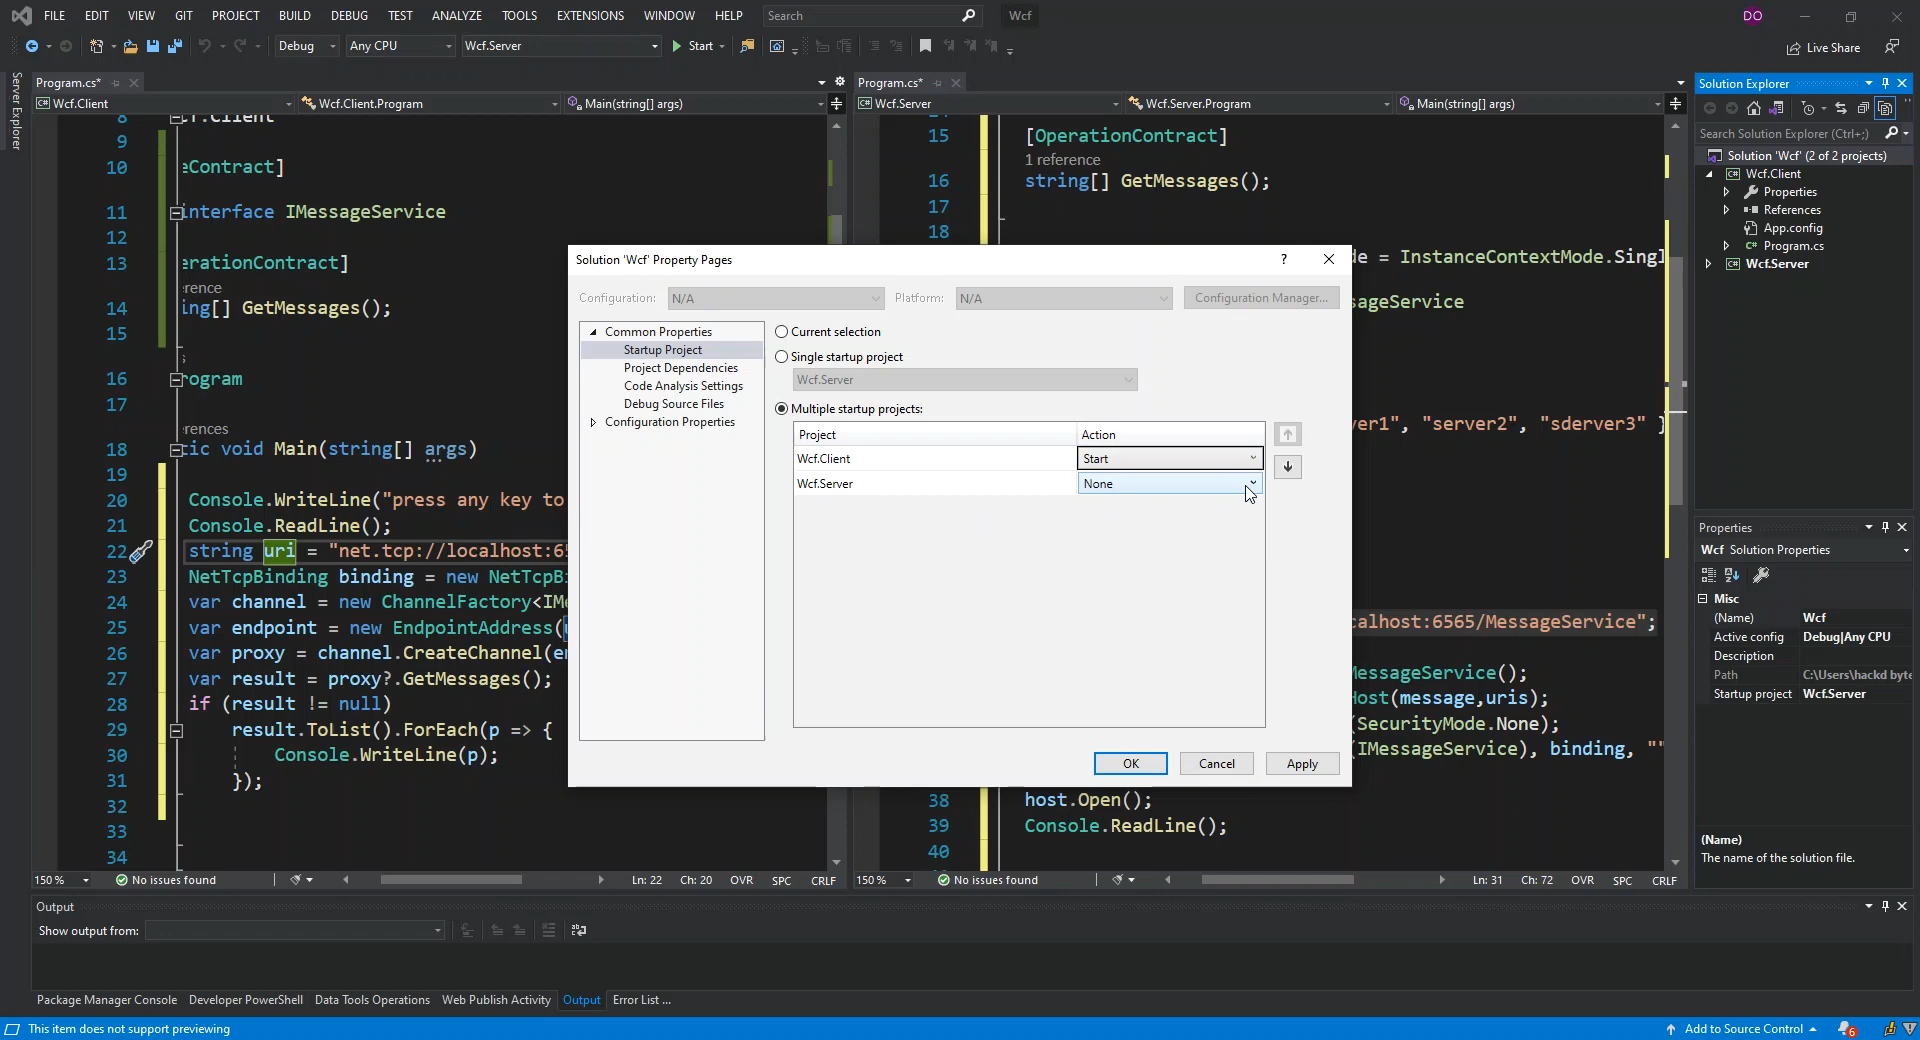 FILE EDIT VIEW GIT PROJECT BUILD DEBUG TEST ANALYZE TOOLS EXTENSIONS WINDOW HELP Search Wcf DO
Debug Any CPU Wcf.Server Start Live Share
Server Explorer
Program.cs*
Wcf.Client Wcf.Client.Program Main(string[] args)
8 cf.Client
9
10 eContract]
11 interface IMessageService
12
13 erationContract]
erence
14 ing[] GetMessages();
15
s
16 rogram
17
rences
18 tic void Main(string[] args)
19
20 Console.WriteLine("press any key to
21 Console.ReadLine();
22 string uri = "net.tcp://localhost:65
23 NetTcpBinding binding = new NetTcpBi
24 var channel = new ChannelFactory<IMe
25 var endpoint = new EndpointAddress(u
26 var proxy = channel.CreateChannel(en
27 var result = proxy?.GetMessages();
28 if (result != null)
29 result.ToList().ForEach(p => {
30 Console.WriteLine(p);
31 });
32
33
34
150 % No issues found Ln: 22 Ch: 20 OVR SPC CRLF
Program.cs*
Wcf.Server Wcf.Server.Program Main(string[] args)
15 [OperationContract]
1 reference
16 string[] GetMessages();
17
18
de = InstanceContextMode.Singl
sageService
ver1", "server2", "sderver3" }
calhost:6565/MessageService";
MessageService();
Host(message,uris);
(SecurityMode.None);
(IMessageService), binding, ""
38 host.Open();
39 Console.ReadLine();
40
150 % No issues found Ln: 31 Ch: 72 OVR SPC CRLF
Solution 'Wcf' Property Pages ?
Configuration: N/A Platform: N/A Configuration Manager...
Common Properties
Startup Project
Project Dependencies
Code Analysis Settings
Debug Source Files
Configuration Properties
Current selection
Single startup project
Wcf.Server
Multiple startup projects:
Project Action
Wcf.Client Start
Wcf.Server None
OK Cancel Apply
Solution Explorer
Search Solution Explorer (Ctrl+;)
Solution 'Wcf' (2 of 2 projects)
Wcf.Client
Properties
References
App.config
Program.cs
Wcf.Server
Properties
Wcf Solution Properties
Misc
(Name) Wcf
Active config Debug|Any CPU
Description
Path C:\Users\hackd byte
Startup project Wcf.Server
(Name)
The name of the solution file.
Output
Show output from:
Package Manager Console Developer PowerShell Data Tools Operations Web Publish Activity Output Error List ...
This item does not support previewing Add to Source Control 6